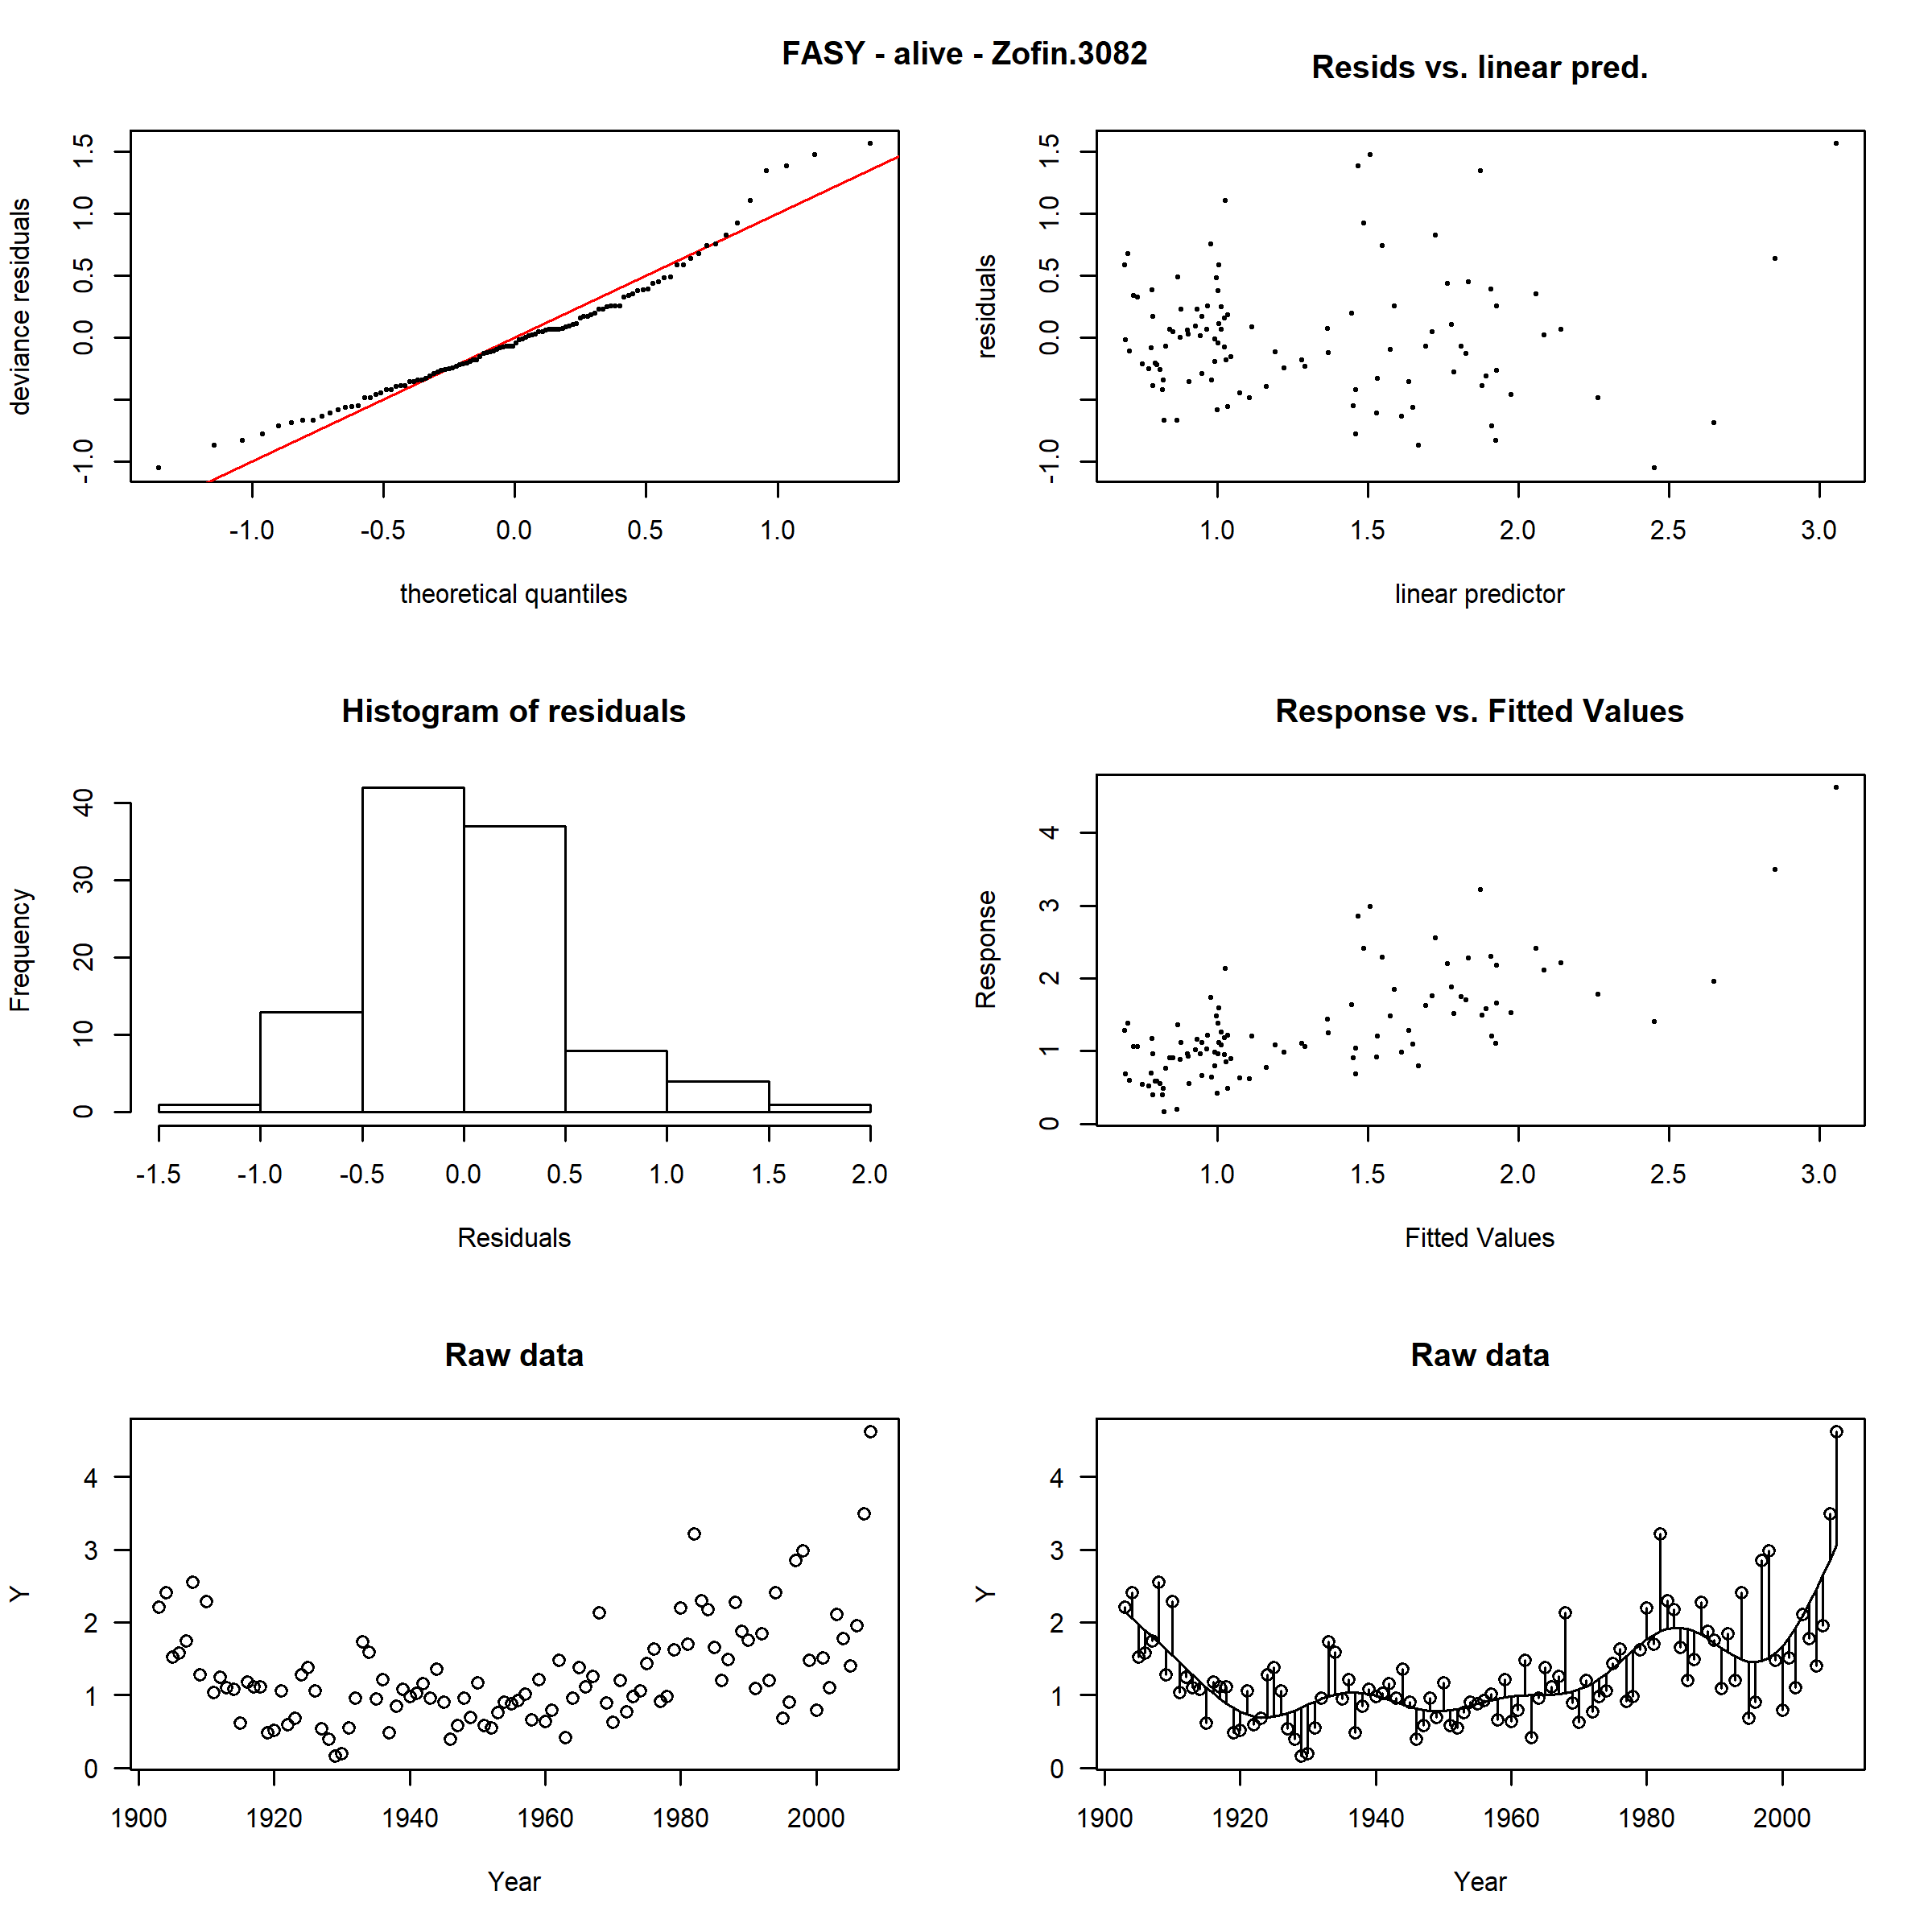 FASY - alive - Zofin.3082
Resids vs. linear pred.
deviance residuals
-1.0 0.0 0.5 1.0 1.5
-1.0 -0.5 0.0 0.5 1.0
theoretical quantiles
residuals
-1.0 0.0 0.5 1.0 1.5
1.0 1.5 2.0 2.5 3.0
linear predictor
Histogram of residuals
Frequency
0 10 20 30 40
-1.5 -1.0 -0.5 0.0 0.5 1.0 1.5 2.0
Residuals
Response vs. Fitted Values
Response
0 1 2 3 4
1.0 1.5 2.0 2.5 3.0
Fitted Values
Raw data
Y
0 1 2 3 4
1900 1920 1940 1960 1980 2000
Year
Raw data
Y
0 1 2 3 4
1900 1920 1940 1960 1980 2000
Year